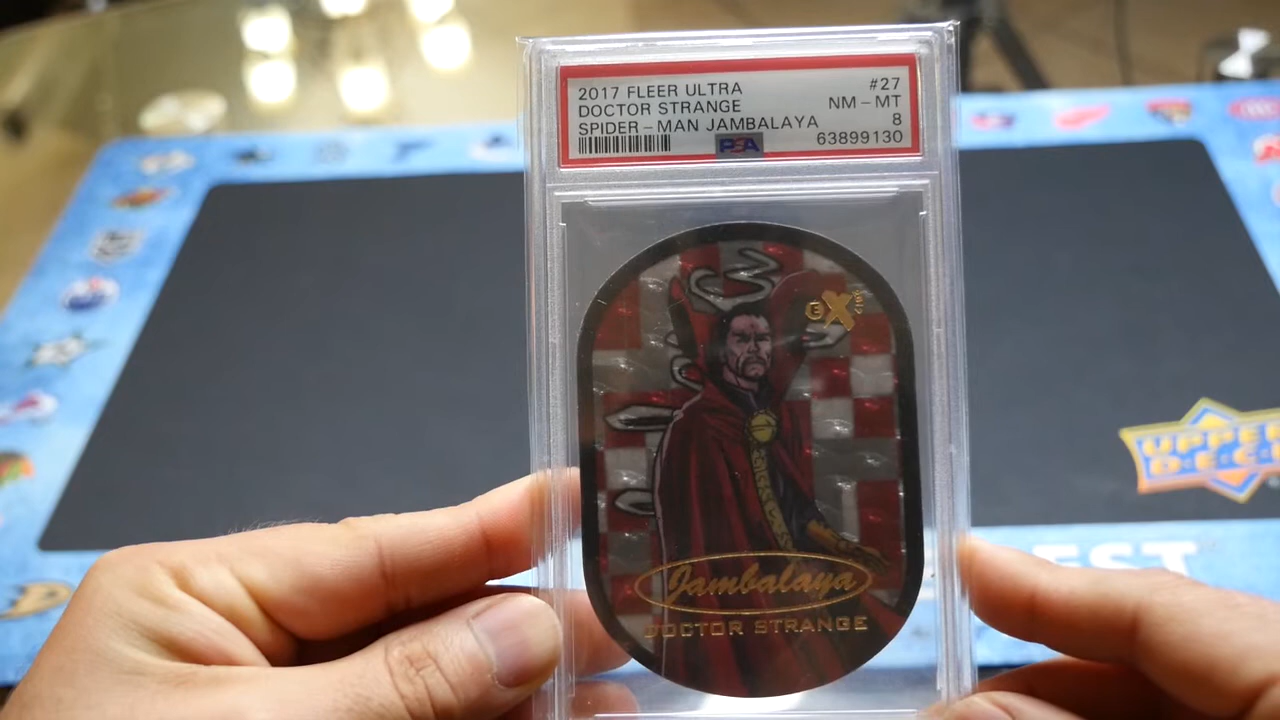 2017 FLEER ULTRA #27
DOCTOR STRANGE NM - MT
SPIDER - MAN JAMBALAYA 8
PSA 63899130
EX
Jambalaya
DOCTOR STRANGE
UPPER
DECK